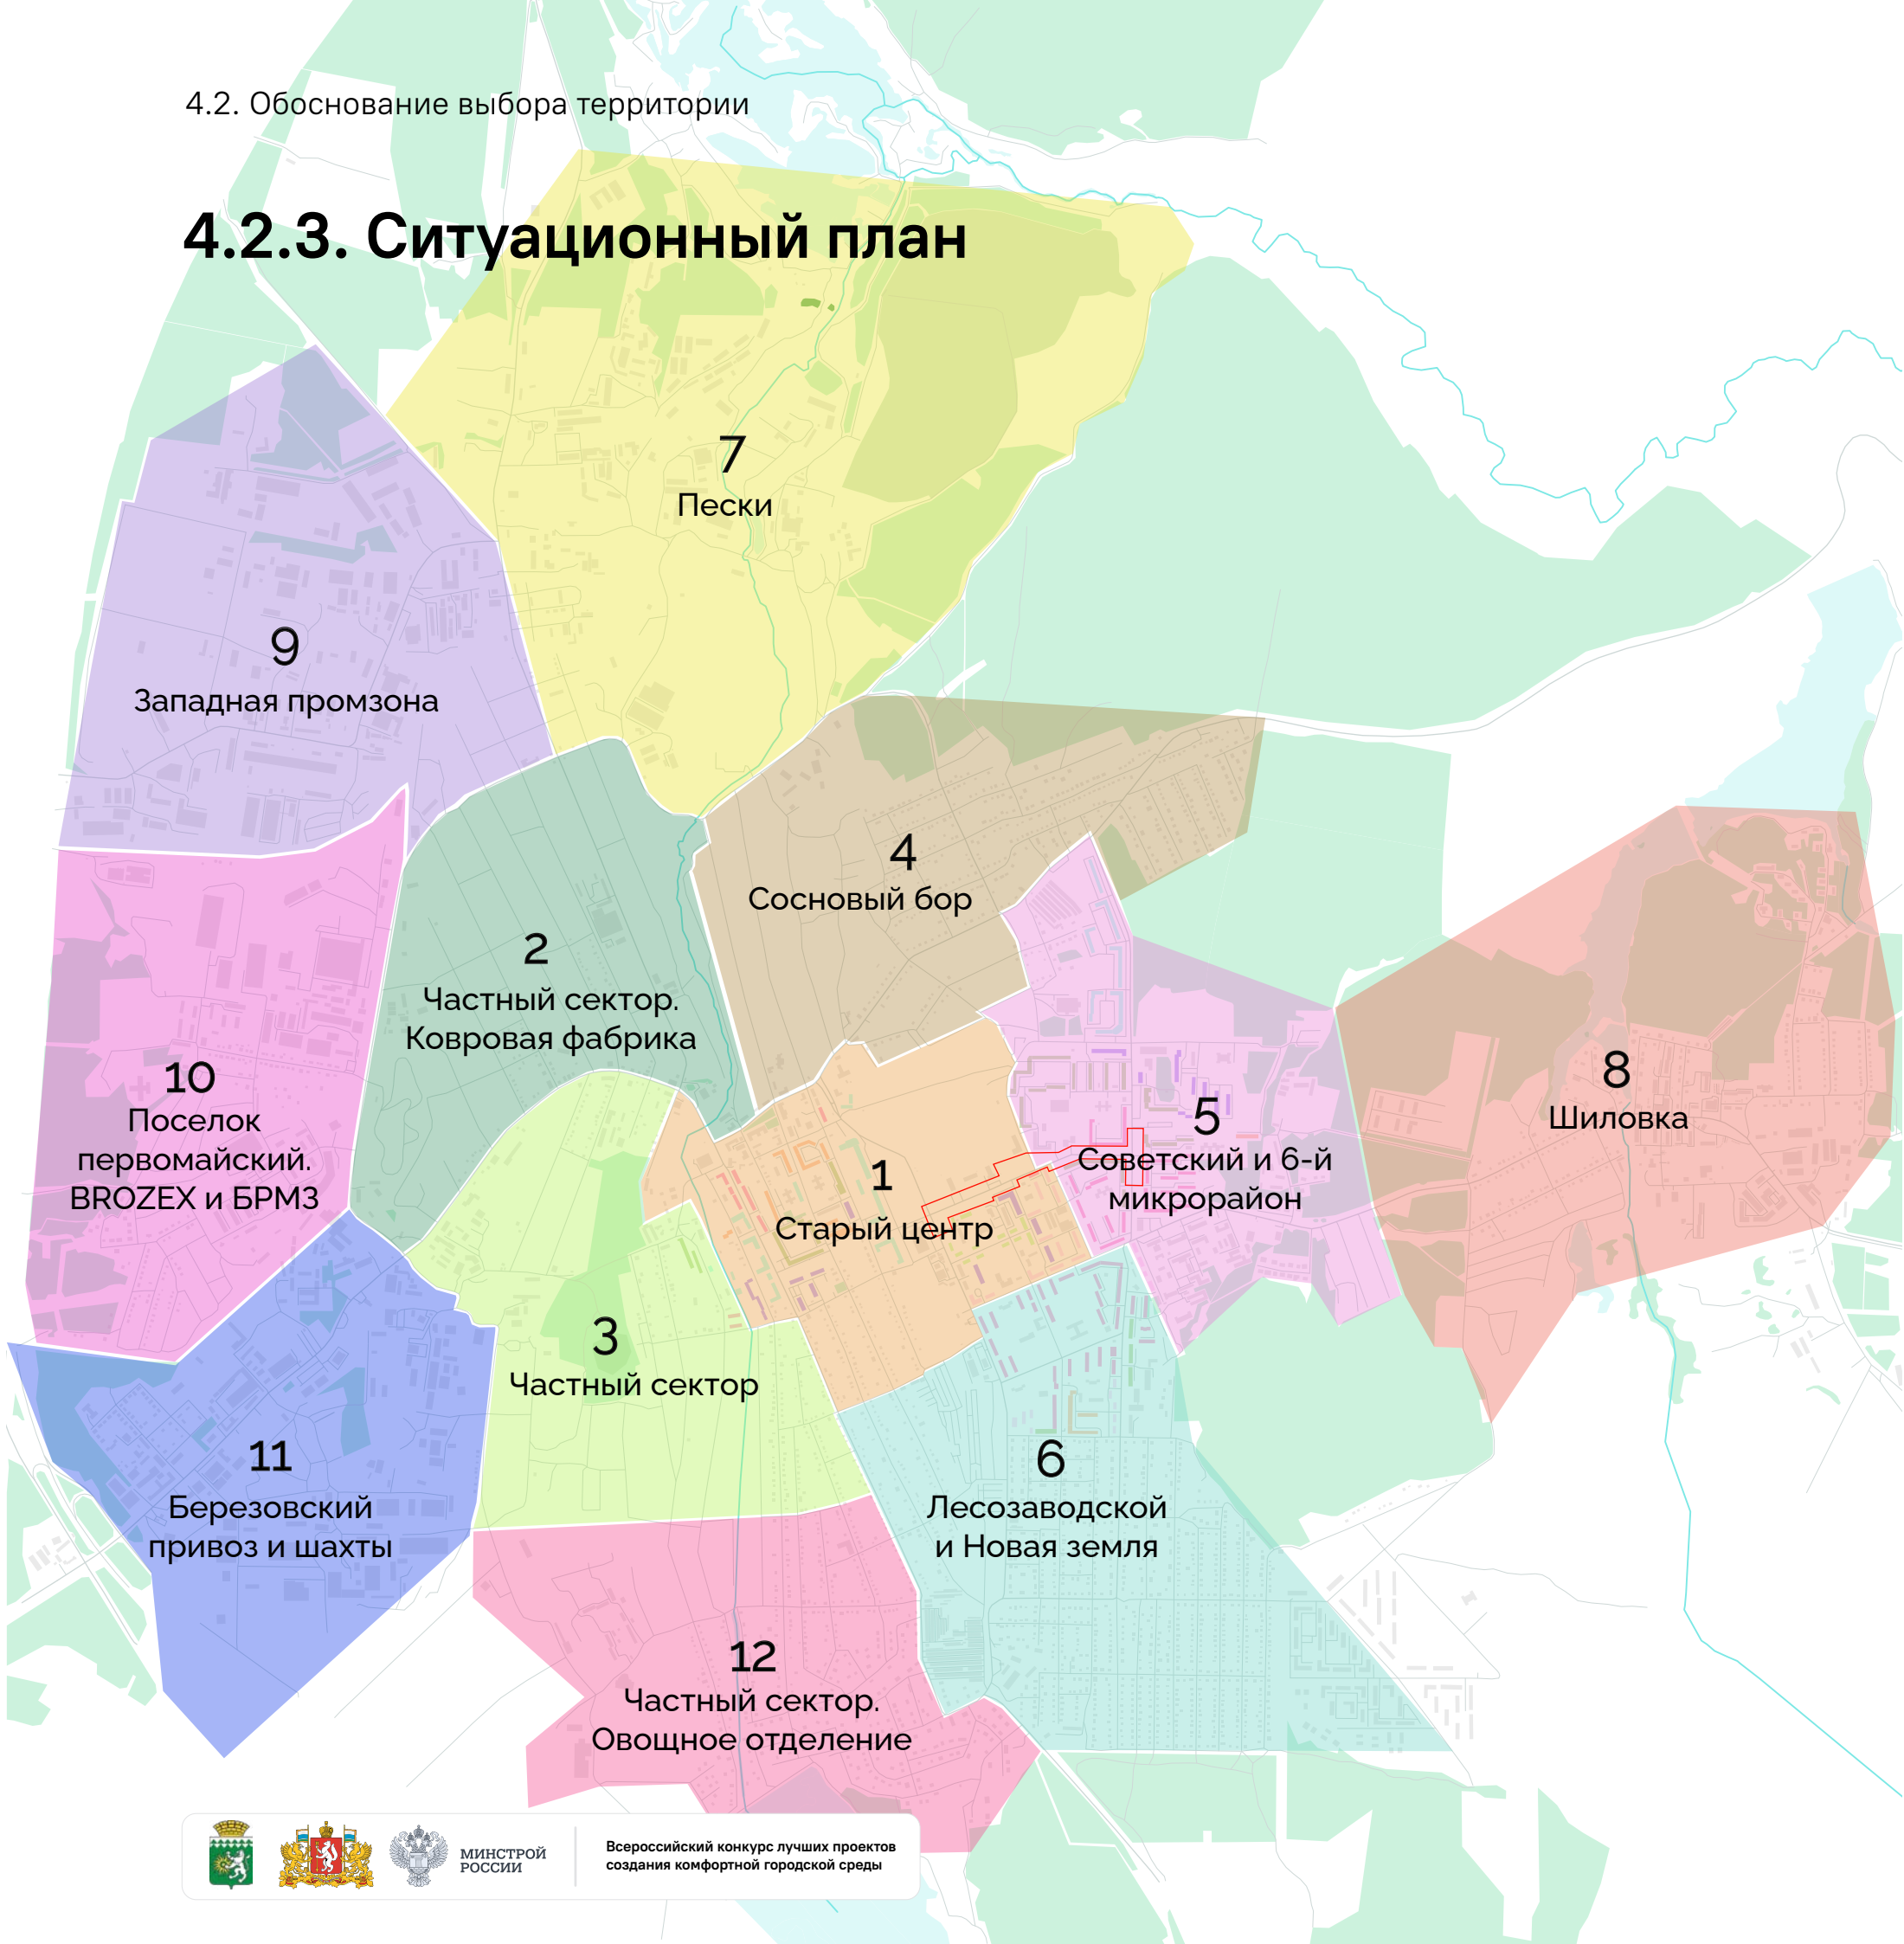 4.2. Обоснование выбора территории
4.2.3. Ситуационный план
7
Пески
9
Западная промзона
4
Сосновый бор
2
Частный сектор.
Ковровая фабрика
10
Поселок
первомайский.
BROZEX и БРМЗ
8
Шиловка
5
Советский и 6-й
микрорайон
1
Старый центр
3
Частный сектор
11
Березовский
привоз и шахты
6
Лесозаводской
и Новая земля
12
Частный сектор.
Овощное отделение
МИНСТРОЙ
РОССИИ
Всероссийский конкурс лучших проектов
создания комфортной городской среды